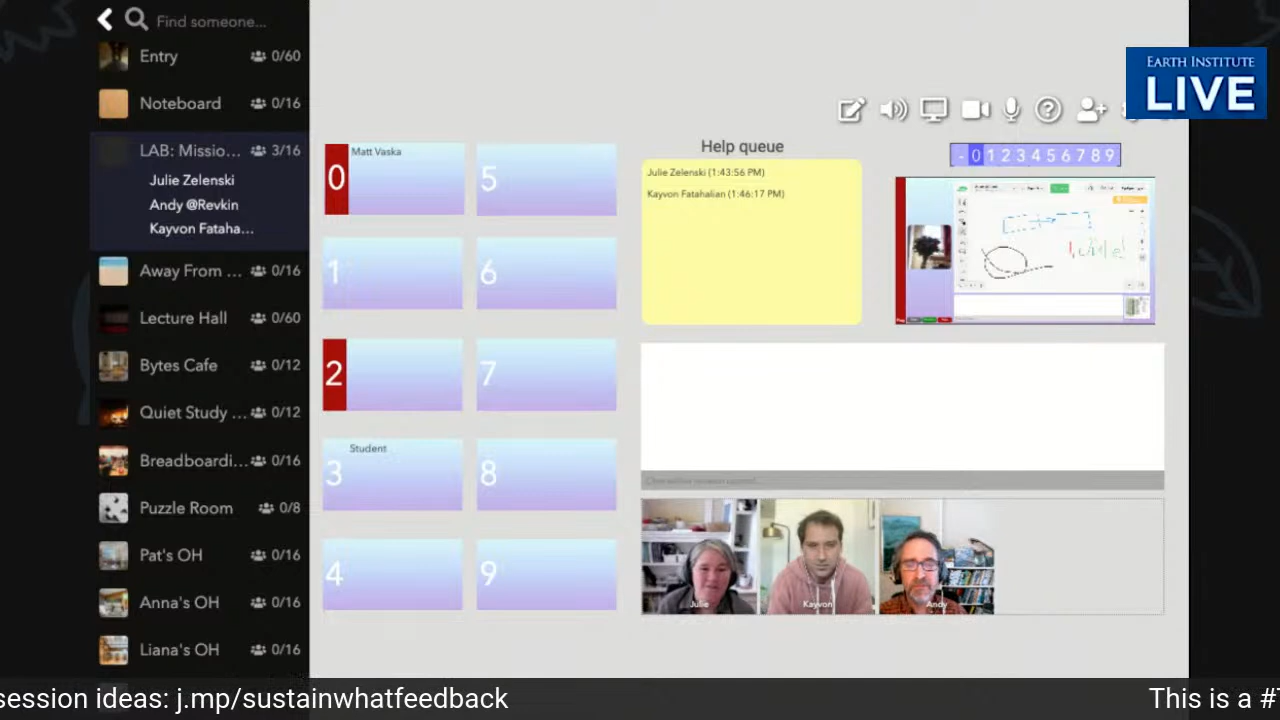 Find someone...
Entry 0/60
Noteboard 0/16
LAB: Missio... 3/16
Julie Zelenski
Andy @Revkin
Kayvon Fataha...
Away From ... 0/16
Lecture Hall 0/60
Bytes Cafe 0/12
Quiet Study ... 0/12
Breadboardi... 0/16
Puzzle Room 0/8
Pat's OH 0/16
Anna's OH 0/16
Liana's OH 0/16
EARTH INSTITUTE
LIVE
0 Matt Vaska
5
1
6
2
7
3 Student
8
4
9
Help queue
Julie Zelenski (1:43:56 PM)
Kayvon Fatahalian (1:46:17 PM)
- 0 1 2 3 4 5 6 7 8 9
Julie
Kayvon
Andy
session ideas: j.mp/sustainwhatfeedback
This is a #